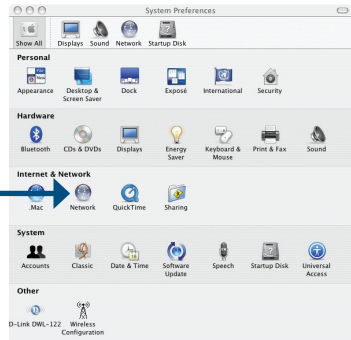 System Preferences
Show All Displays Sound Network Startup Disk
Personal
Appearance Desktop & Screen Saver Dock Exposé International Security
Hardware
Bluetooth CDs & DVDs Displays Energy Saver Keyboard & Mouse Print & Fax Sound
Internet & Network
.Mac Network QuickTime Sharing
System
Accounts Classic Date & Time Software Update Speech Startup Disk Universal Access
Other
D-Link DWL-122 Wireless Configuration